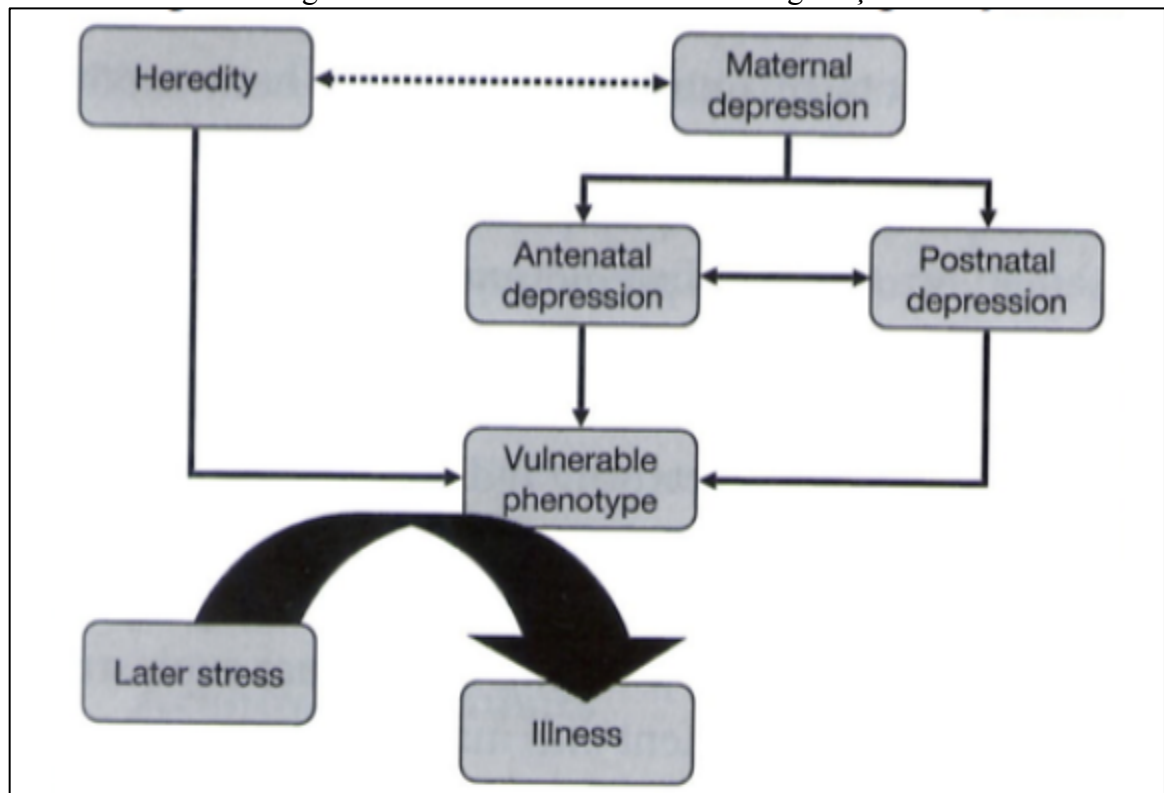 Heredity
Maternal
depression
Antenatal
depression
Postnatal
depression
Vulnerable
phenotype
Later stress
Illness